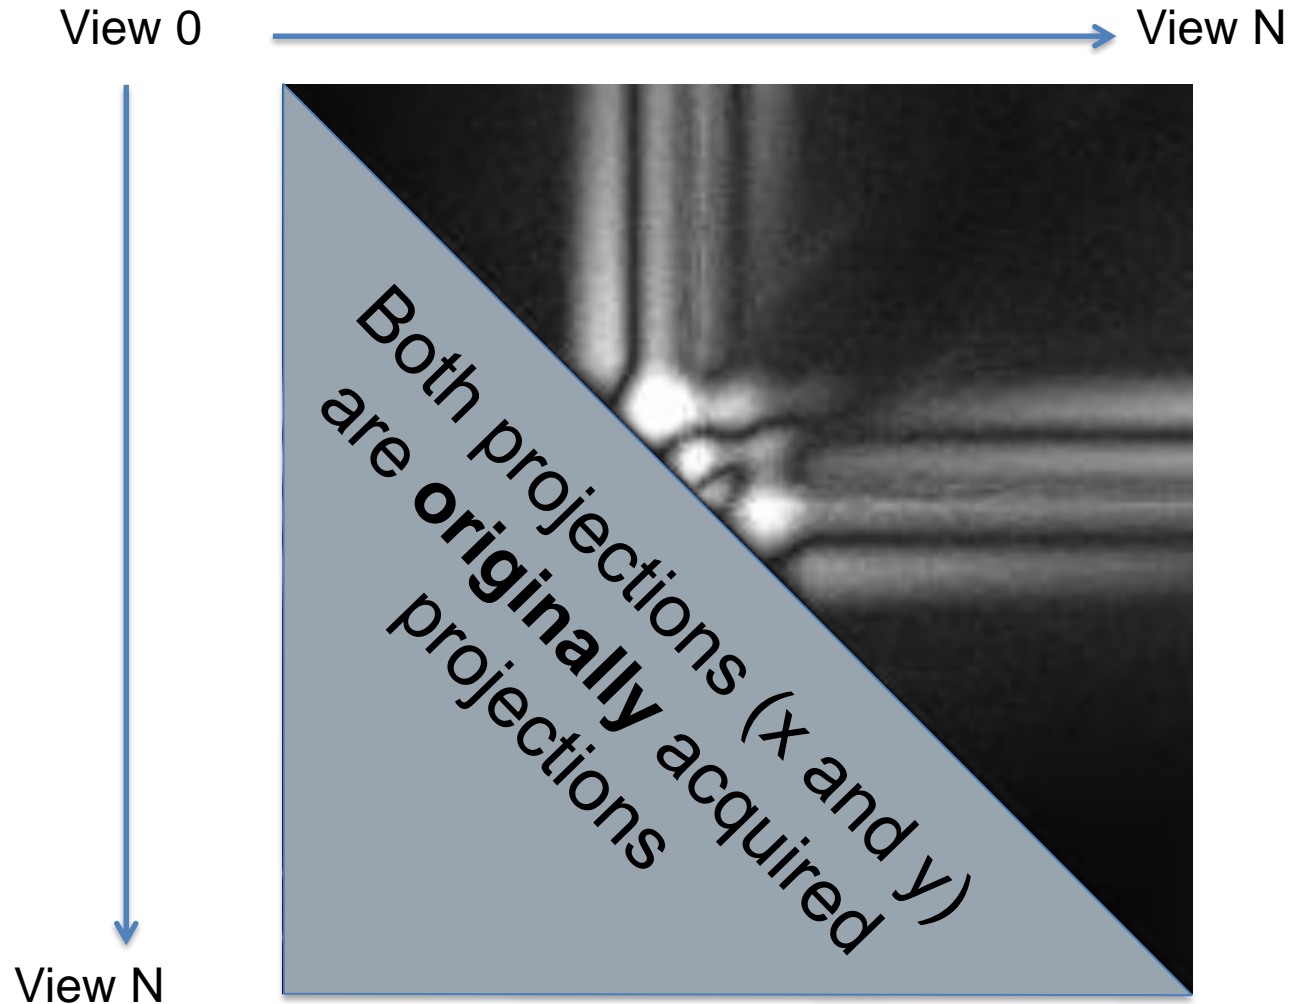 View 0
View N
Both projections (x and y)
are originally acquired
projections
View N